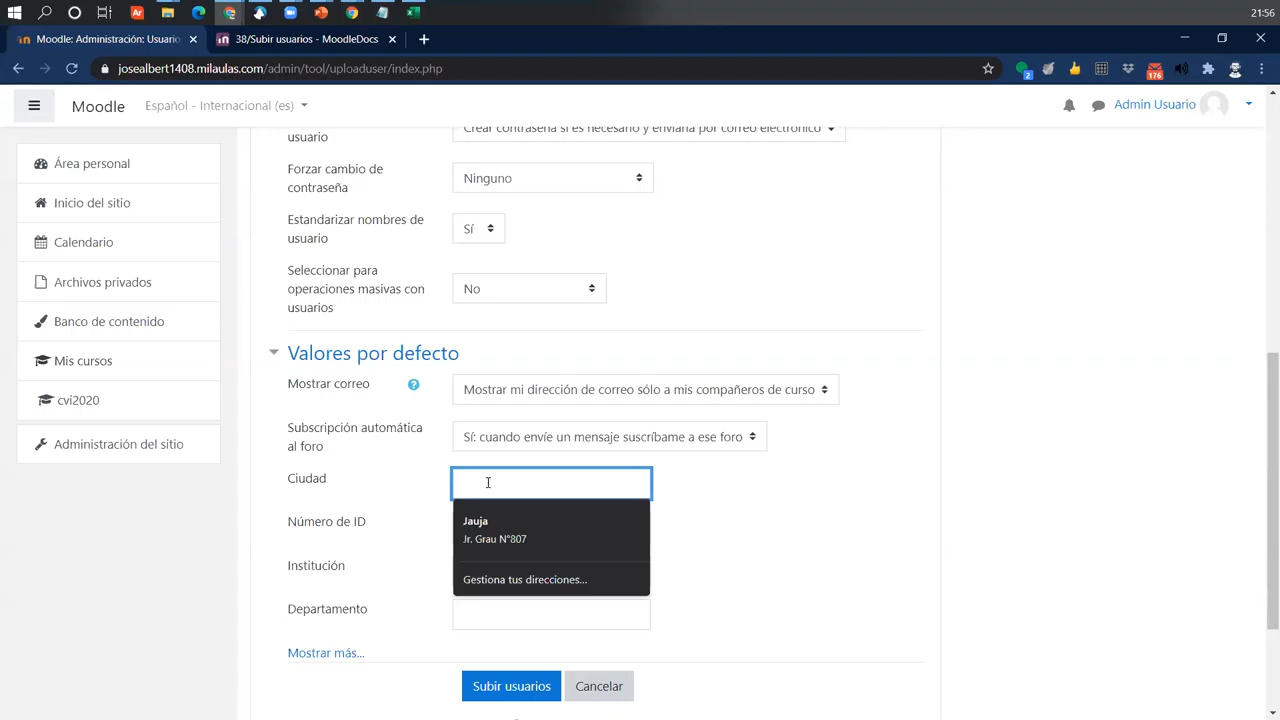 21:56
Moodle: Administración: Usuario
38/Subir usuarios - MoodleDocs
josealbert1408.milaulas.com/admin/tool/uploaduser/index.php
2
176
Moodle
Español - Internacional (es)
Admin Usuario
Área personal
Inicio del sitio
Calendario
Archivos privados
Banco de contenido
Mis cursos
cvi2020
Administración del sitio
usuario
Crear contraseña si es necesario y enviarla por correo electrónico
Forzar cambio de
contraseña
Ninguno
Estandarizar nombres de
usuario
Sí
Seleccionar para
operaciones masivas con
usuarios
No
Valores por defecto
Mostrar correo
Mostrar mi dirección de correo sólo a mis compañeros de curso
Subscripción automática
al foro
Sí: cuando envíe un mensaje suscríbame a ese foro
Ciudad
Jauja
Jr. Grau N°807
Gestiona tus direcciones...
Número de ID
Institución
Departamento
Mostrar más...
Subir usuarios
Cancelar